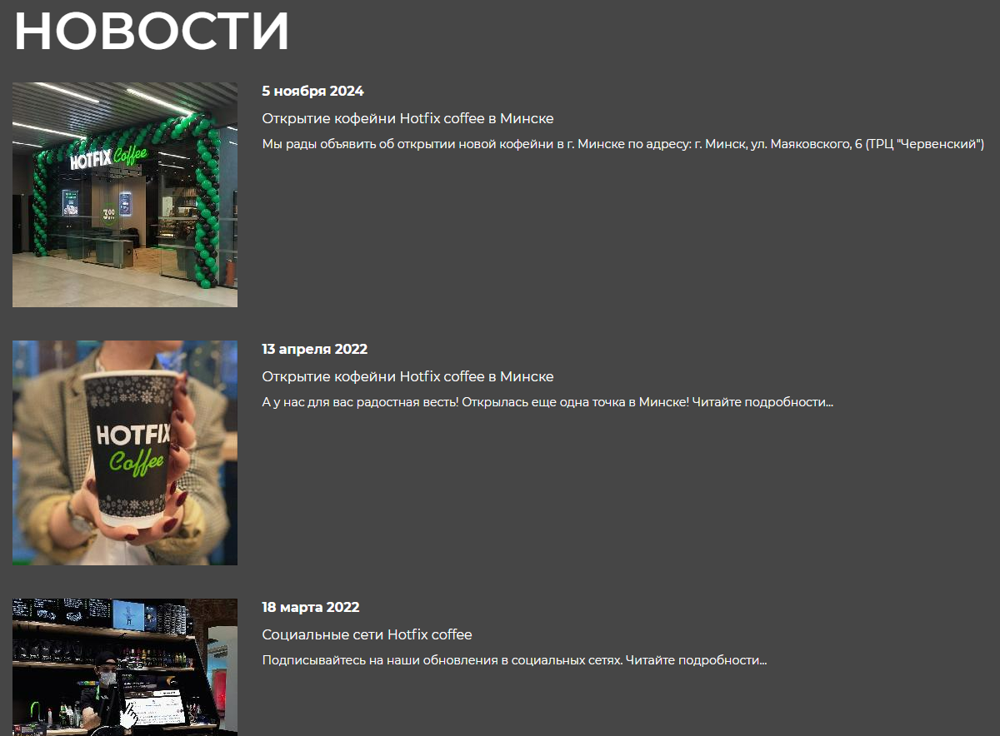 НОВОСТИ
5 ноября 2024
Открытие кофейни Hotfix coffee в Минске
Мы рады объявить об открытии новой кофейни в г. Минске по адресу: г. Минск, ул. Маяковского, 6 (ТРЦ "Червенский")
HOTFIX Coffee
3⁰⁰
13 апреля 2022
Открытие кофейни Hotfix coffee в Минске
А у нас для вас радостная весть! Открылась еще одна точка в Минске! Читайте подробности...
HOTFIX
Coffee
18 марта 2022
Социальные сети Hotfix coffee
Подписывайтесь на наши обновления в социальных сетях. Читайте подробности...